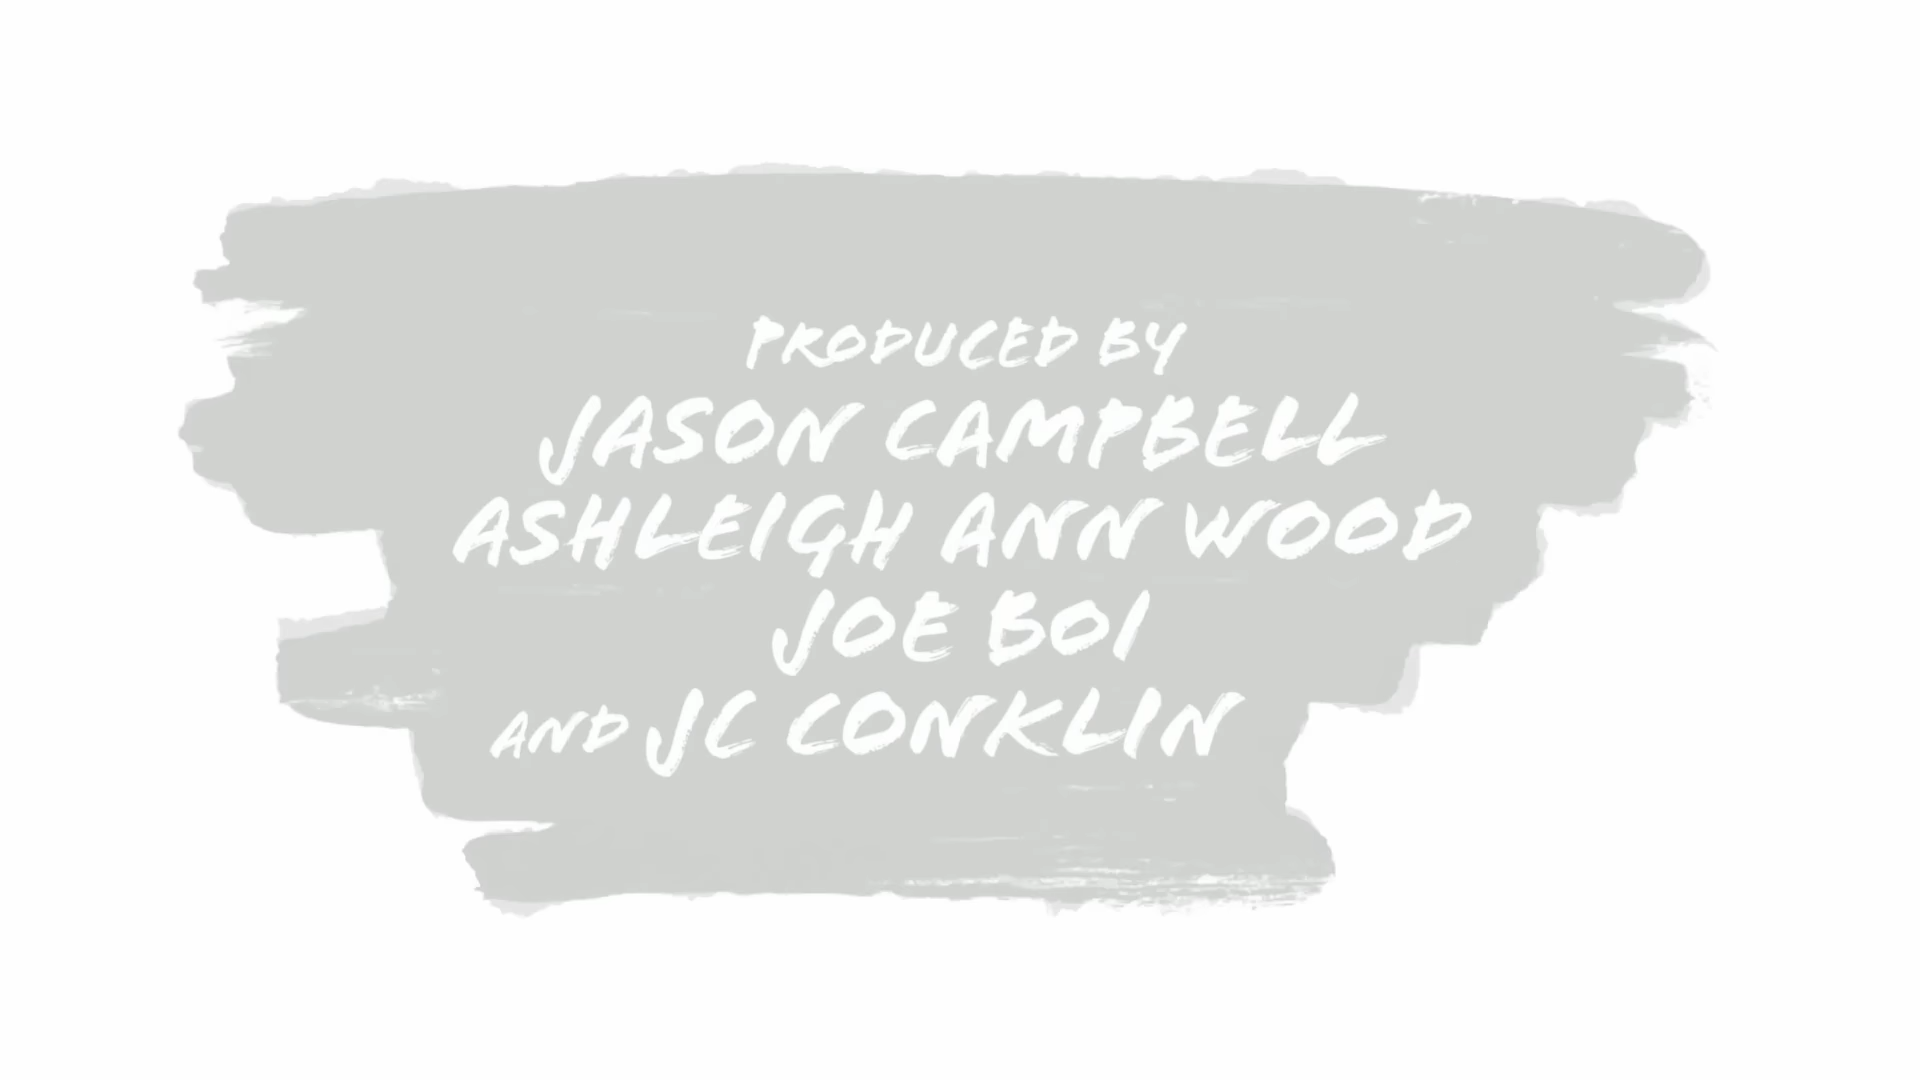 PRODUCED BY
JASON CAMPBELL
ASHLEIGH ANN WOOD
JOE BOI
AND JC CONKLIN